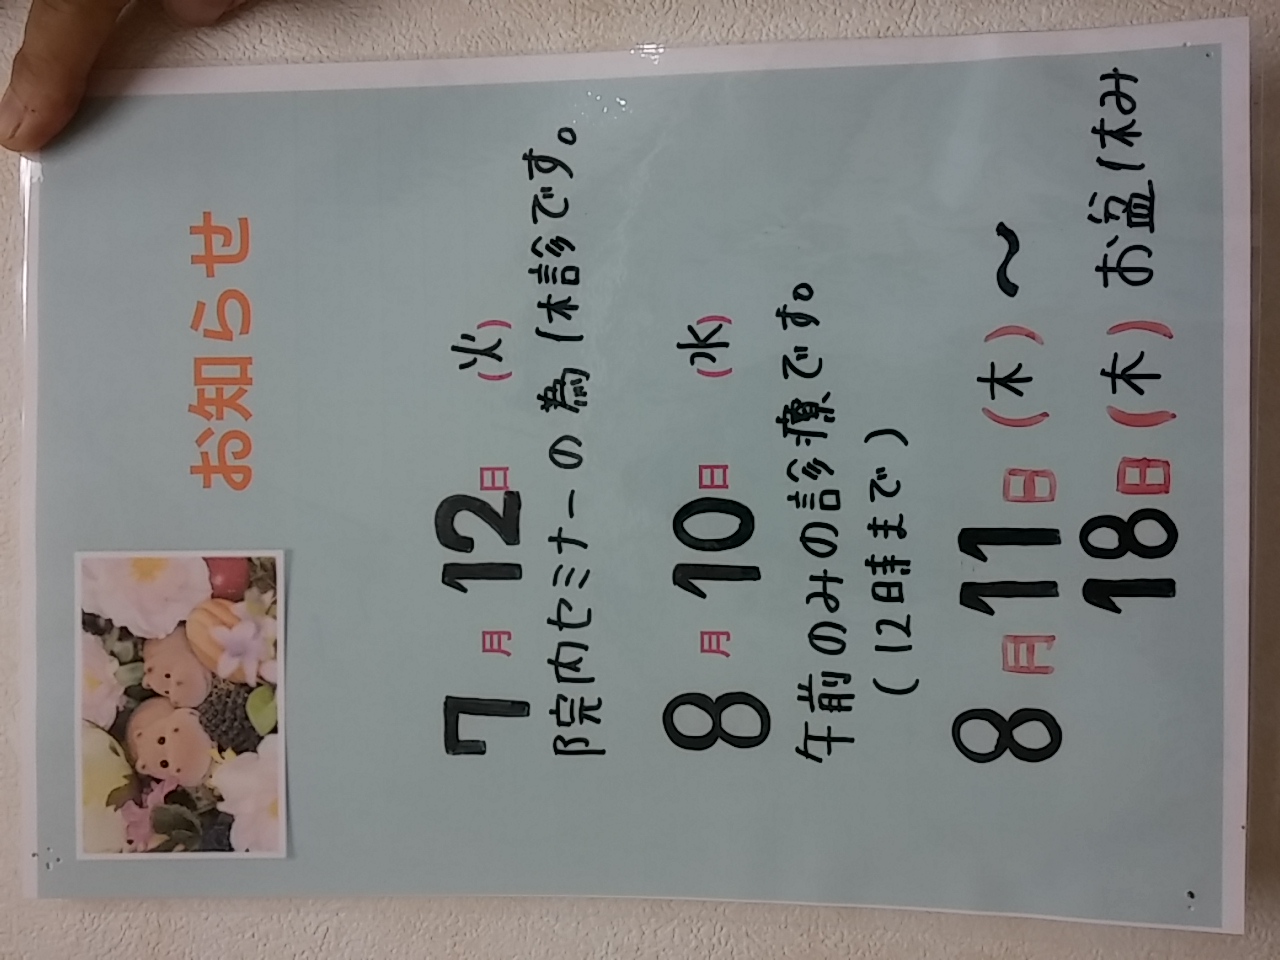 お知らせ
7月12日(火)
院内セミナーの為休診です。
8月10日(水)
午前のみの診療です。
(12時まで)
8月11日(木)～
18日(木)お盆休み